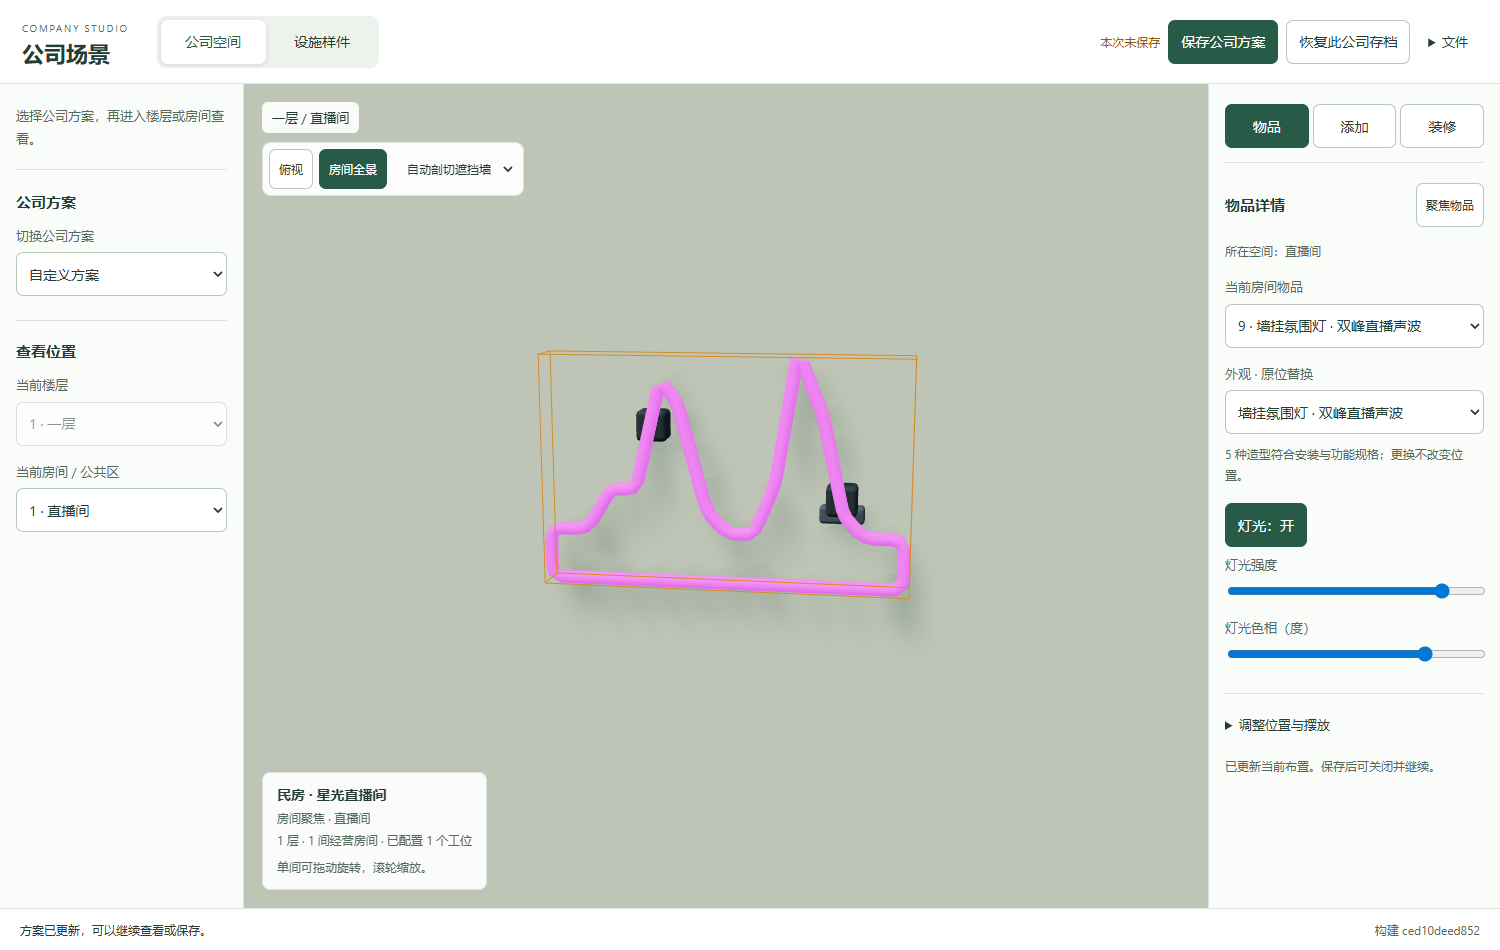 COMPANY STUDIO
公司场景
公司空间
设施样件
本次未保存
保存公司方案
恢复此公司存档
文件
选择公司方案，再进入楼层或房间查
看。
公司方案
切换公司方案
自定义方案
查看位置
当前楼层
1 · 一层
当前房间 / 公共区
1 · 直播间
一层 / 直播间
俯视
房间全景
自动剖切遮挡墙
民房 · 星光直播间
房间聚焦 · 直播间
1 层 · 1 间经营房间 · 已配置 1 个工位
单间可拖动旋转，滚轮缩放。
物品
添加
装修
物品详情
聚焦物品
所在空间：直播间
当前房间物品
9 · 墙挂氛围灯 · 双峰直播声波
外观 · 原位替换
墙挂氛围灯 · 双峰直播声波
5 种造型符合安装与功能规格；更换不改变位
置。
灯光：开
灯光强度
灯光色相（度）
调整位置与摆放
已更新当前布置。保存后可关闭并继续。
方案已更新，可以继续查看或保存。
构建 ced10deed852